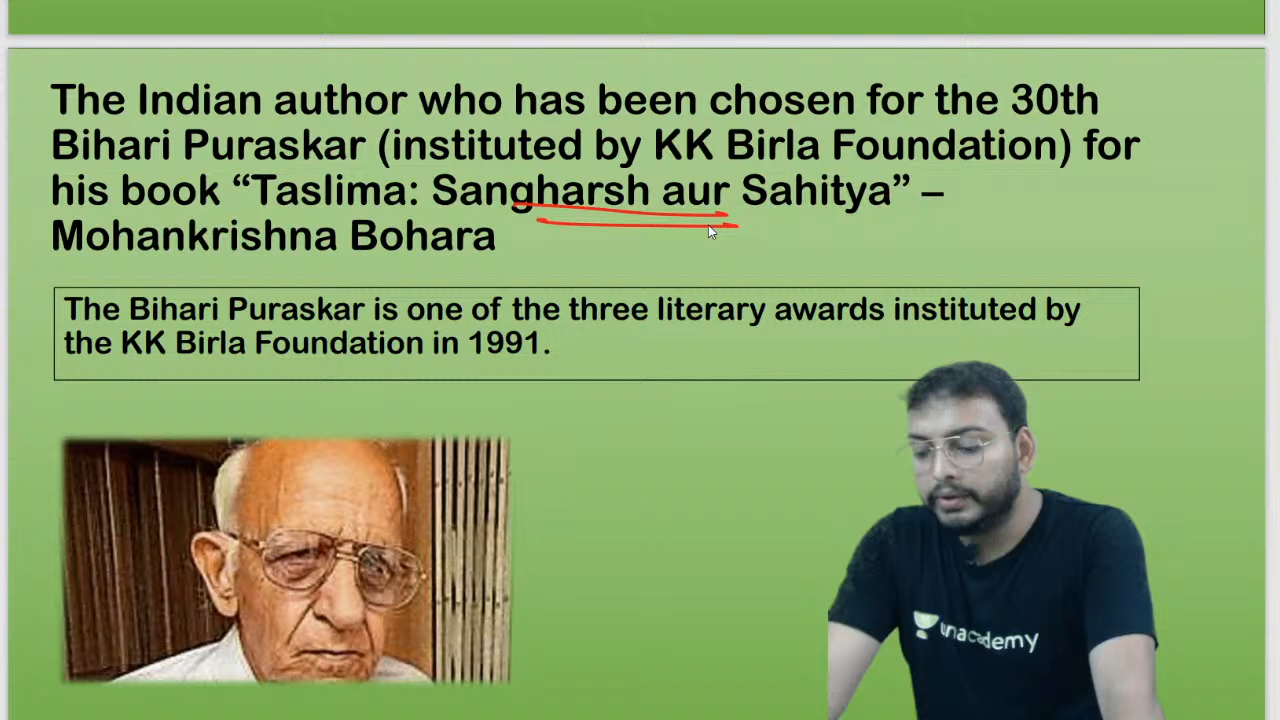 The Indian author who has been chosen for the 30th
Bihari Puraskar (instituted by KK Birla Foundation) for
his book “Taslima: Sangharsh aur Sahitya” –
Mohankrishna Bohara
The Bihari Puraskar is one of the three literary awards instituted by
the KK Birla Foundation in 1991.
unacademy